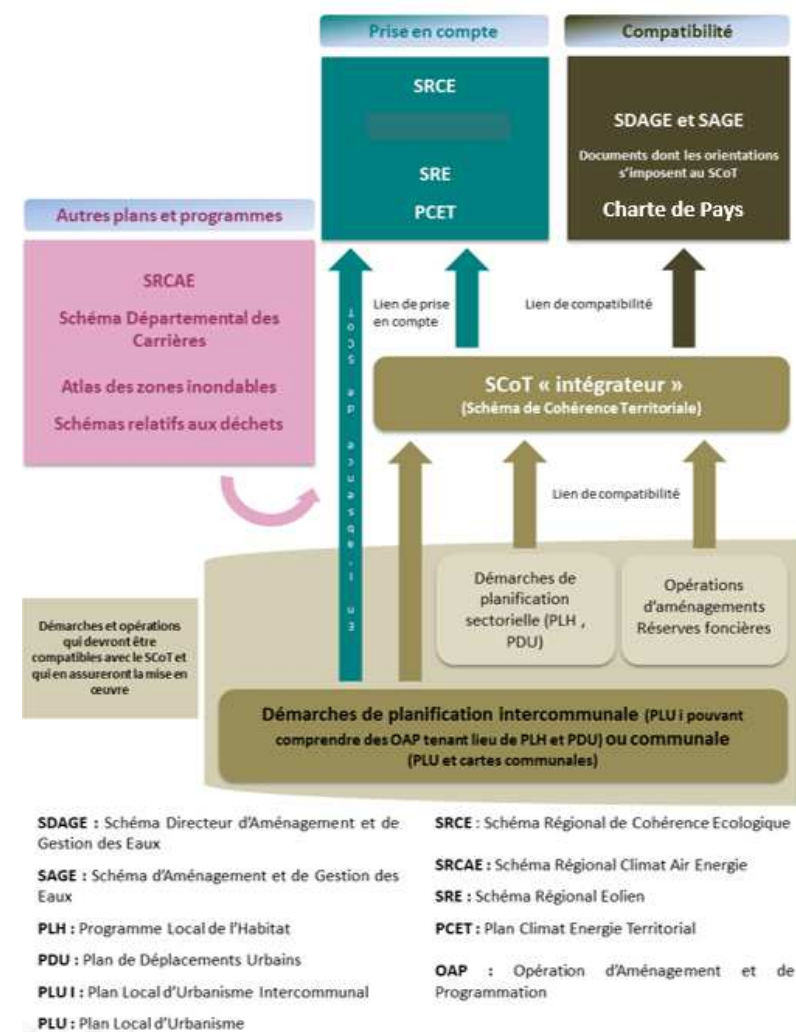 Prise en compte
Compatibilité
SRCE
SRE
PCET
SDAGE et SAGE
Documents dont les orientations
s'imposent au SCoT
Charte de Pays
Autres plans et programmes
SRCAE
Schéma Départemental des
Carrières
Atlas des zones inondables
Schémas relatifs aux déchets
Lien de prise
en compte
Lien de compatibilité
En l'absence de SCoT
SCoT « intégrateur »
(Schéma de Cohérence Territoriale)
Lien de compatibilité
Démarches de
planification
sectorielle (PLH ,
PDU)
Opérations
d'aménagements
Réserves foncières
Démarches et opérations
qui devront être
compatibles avec le SCoT et
qui en assureront la mise en
œuvre
Démarches de planification intercommunale (PLU i pouvant
comprendre des OAP tenant lieu de PLH et PDU) ou communale
(PLU et cartes communales)
SDAGE : Schéma Directeur d'Aménagement et de
Gestion des Eaux
SAGE : Schéma d'Aménagement et de Gestion des
Eaux
PLH : Programme Local de l'Habitat
PDU : Plan de Déplacements Urbains
PLU I : Plan Local d'Urbanisme Intercommunal
PLU : Plan Local d'Urbanisme
SRCE : Schéma Régional de Cohérence Ecologique
SRCAE : Schéma Régional Climat Air Energie
SRE : Schéma Régional Eolien
PCET : Plan Climat Energie Territorial
OAP : Opération d'Aménagement et de
Programmation